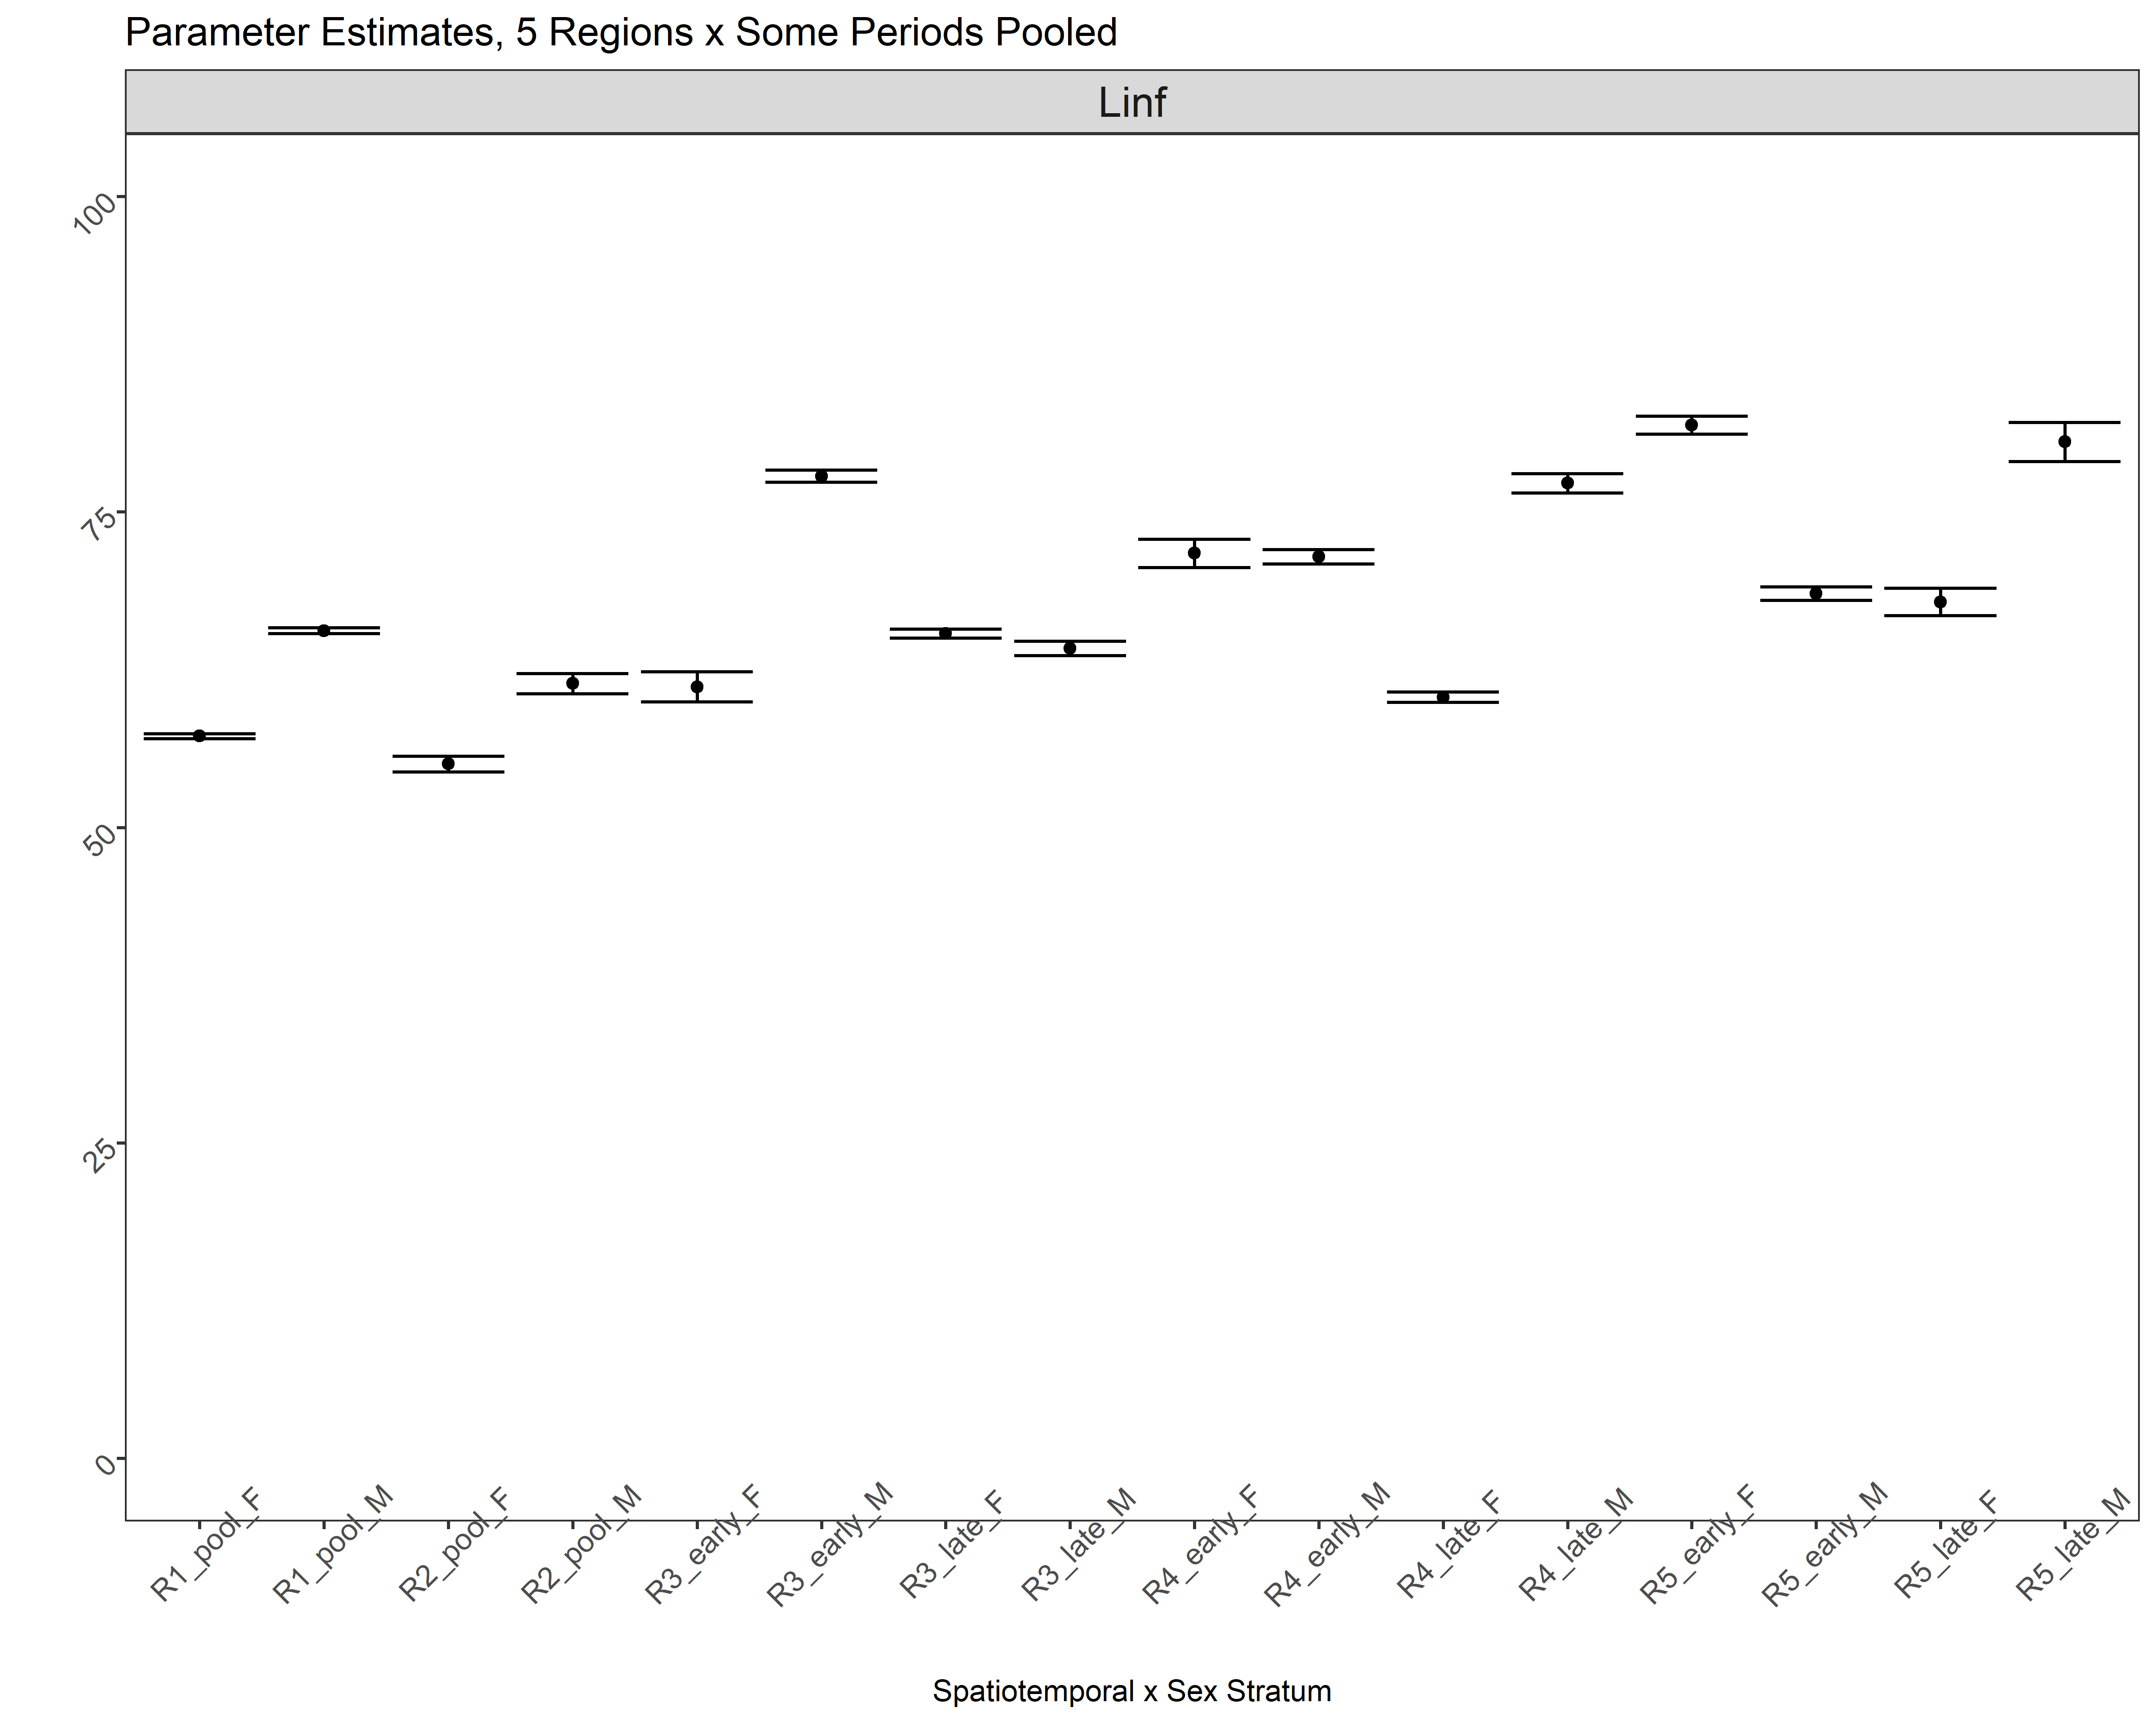 Parameter Estimates, 5 Regions x Some Periods Pooled
Linf
100
75
50
25
0
R1_pool_F
R1_pool_M
R2_pool_F
R2_pool_M
R3_early_F
R3_early_M
R3_late_F
R3_late_M
R4_early_F
R4_early_M
R4_late_F
R4_late_M
R5_early_F
R5_early_M
R5_late_F
R5_late_M
Spatiotemporal x Sex Stratum